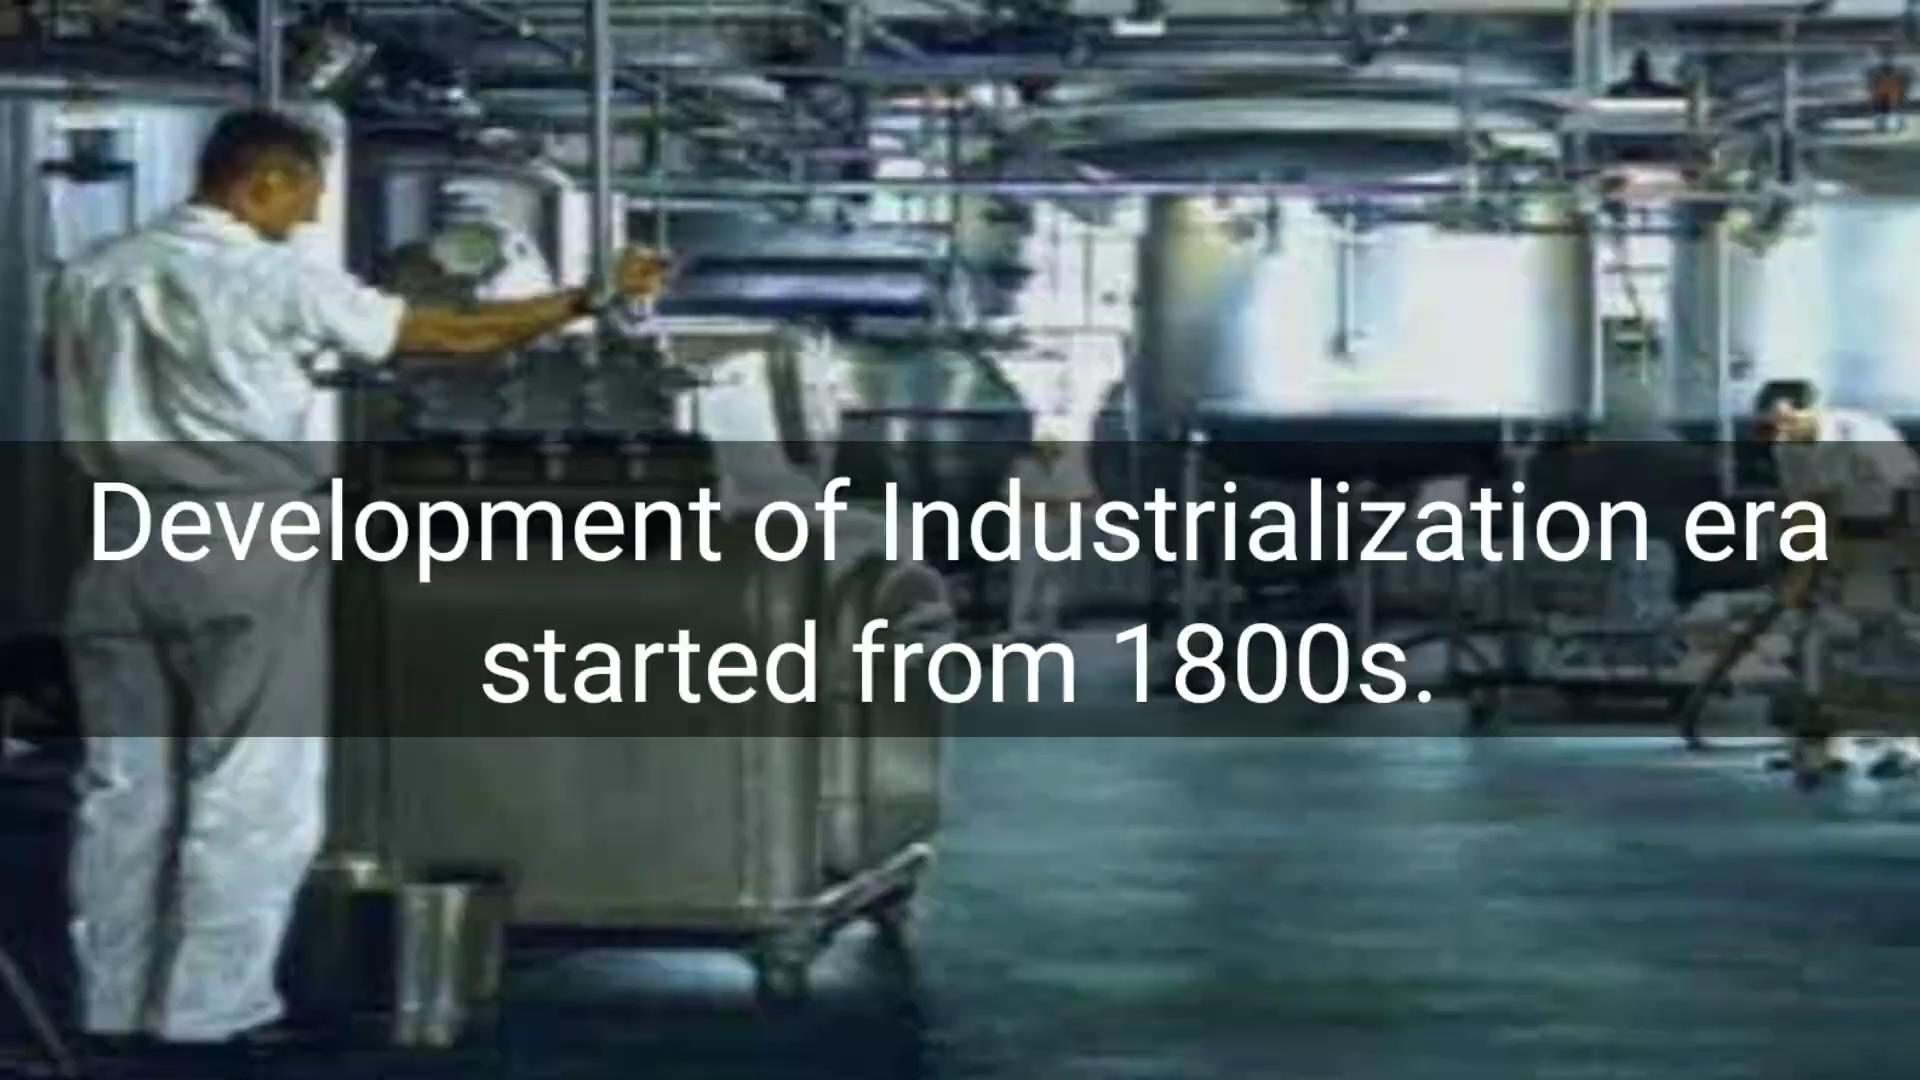 Development of Industrialization era
started from 1800s.